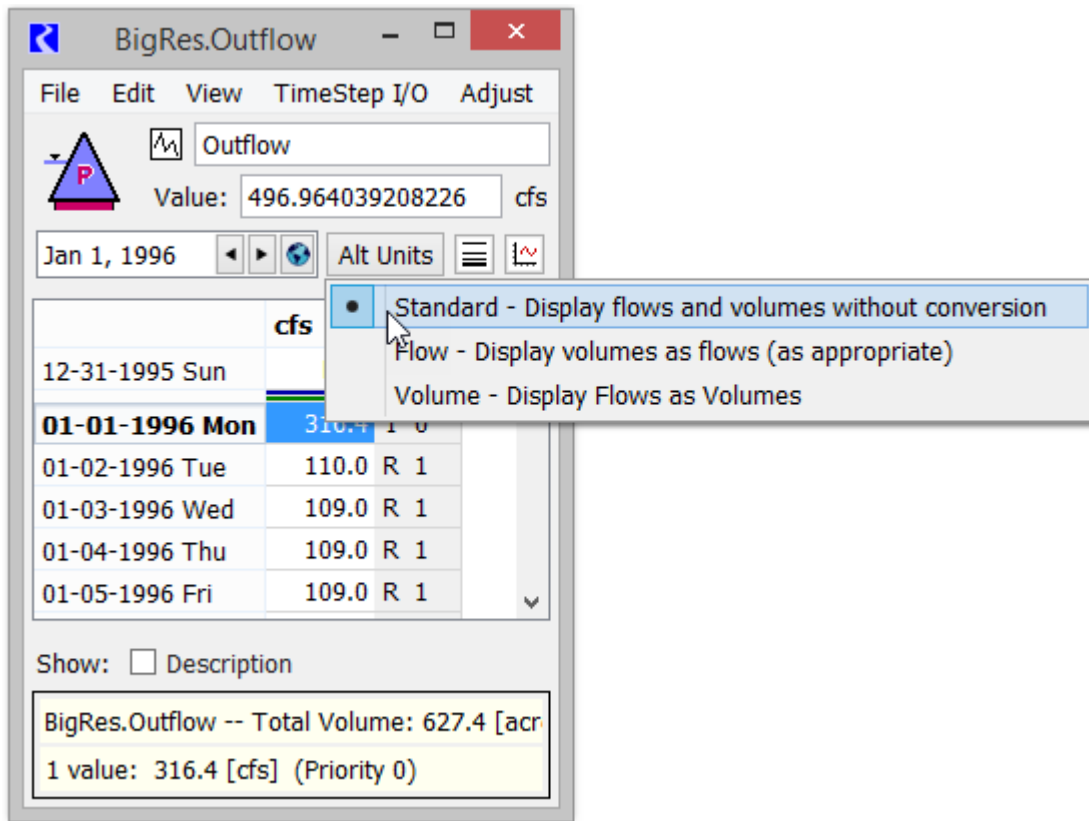 BigRes.Outflow
File Edit View TimeStep I/O Adjust
Outflow
P
Value: 496.964039208226 cfs
Jan 1, 1996 Alt Units
Standard - Display flows and volumes without conversion
Flow - Display volumes as flows (as appropriate)
Volume - Display Flows as Volumes
cfs
12-31-1995 Sun
01-01-1996 Mon 316.4 I 0
01-02-1996 Tue 110.0 R 1
01-03-1996 Wed 109.0 R 1
01-04-1996 Thu 109.0 R 1
01-05-1996 Fri 109.0 R 1
Show: Description
BigRes.Outflow -- Total Volume: 627.4 [acr
1 value: 316.4 [cfs] (Priority 0)